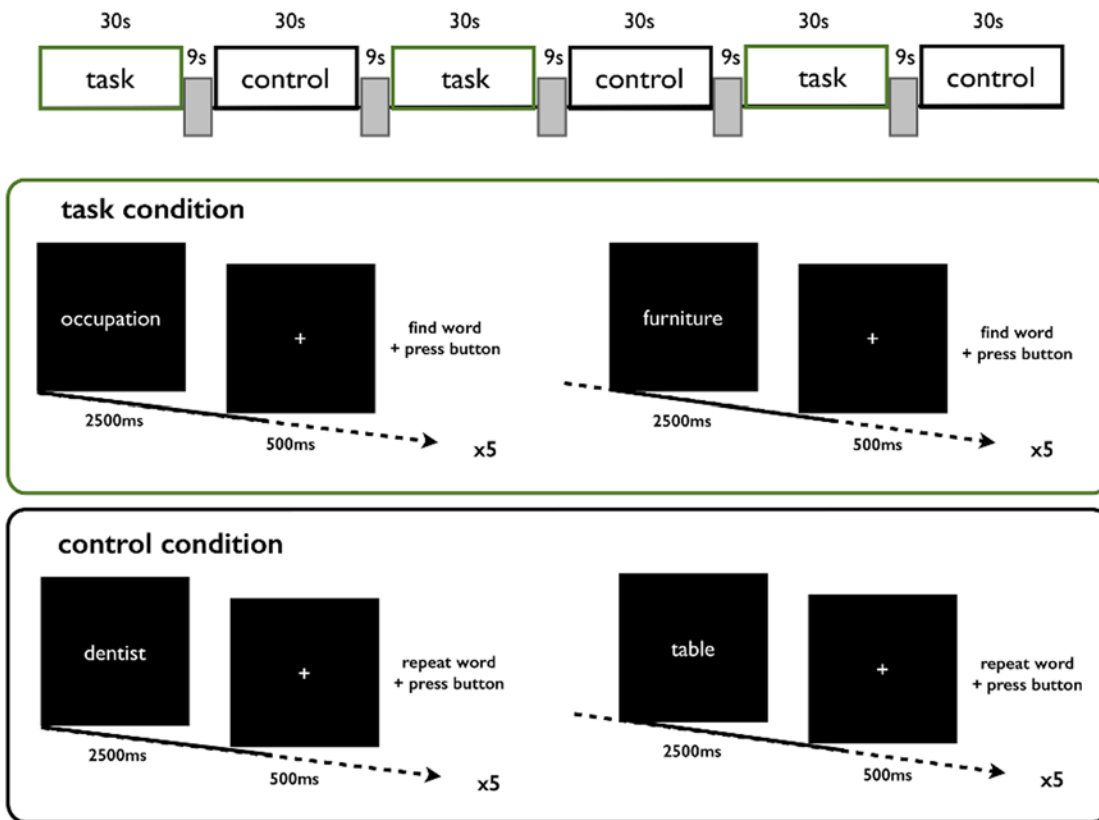 30s 30s 30s 30s 30s 30s
task 9s control 9s task 9s control 9s task 9s control
task condition
occupation
+
find word
+ press button
2500ms
500ms
x5
furniture
+
find word
+ press button
2500ms
500ms
x5
control condition
dentist
+
repeat word
+ press button
2500ms
500ms
x5
table
+
repeat word
+ press button
2500ms
500ms
x5